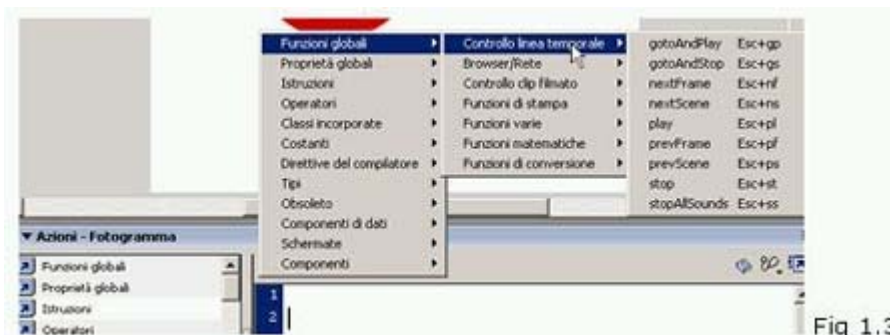 Funzioni globali
Proprietà globali
Istruzioni
Operatori
Classi incorporate
Costanti
Direttive del compilatore
Tipi
Obsoleto
Componenti di dati
Schermate
Componenti
Controllo linea temporale
Browser/Rete
Controllo clip filmato
Funzioni di stampa
Funzioni varie
Funzioni matematiche
Funzioni di conversione
gotoAndPlay Esc+gp
gotoAndStop Esc+gs
nextFrame Esc+nf
nextScene Esc+ns
play Esc+pl
prevFrame Esc+pf
prevScene Esc+ps
stop Esc+st
stopAllSounds Esc+ss
Azioni - Fotogramma
Funzioni globali
Proprietà globali
Istruzioni
Operatori
1
2
Fig 1.3